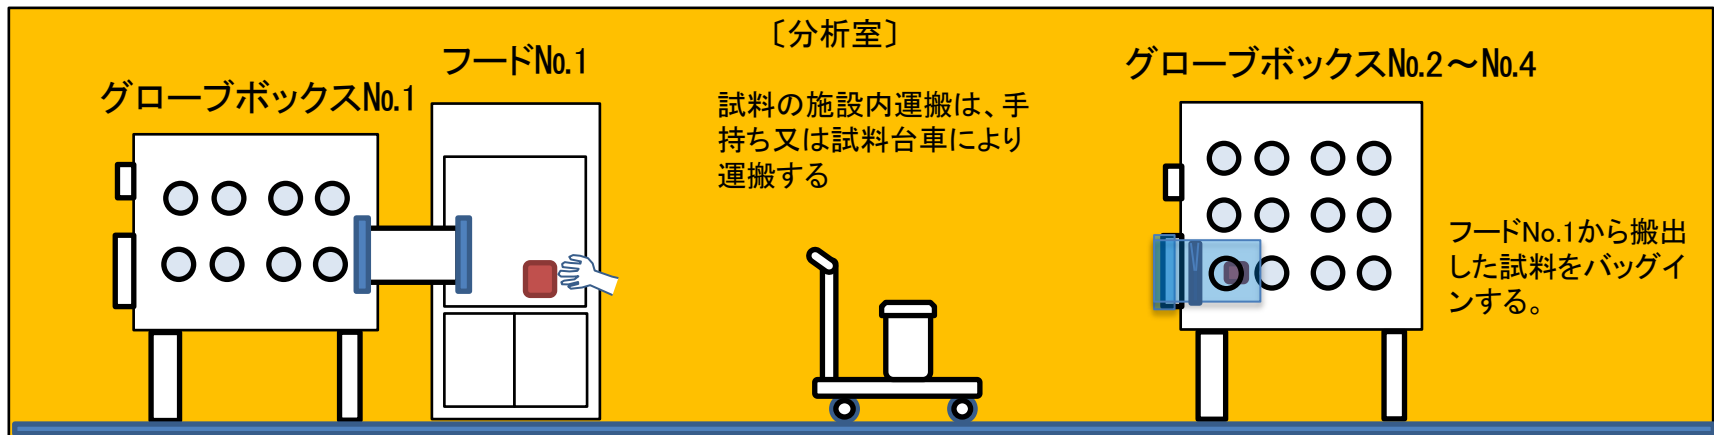 〔分析室〕
フード№1
グローブボックス№1
グローブボックス№2～№4
試料の施設内運搬は、手
持ち又は試料台車により
運搬する
フードNo.1から搬出
した試料をバッグイ
ンする。